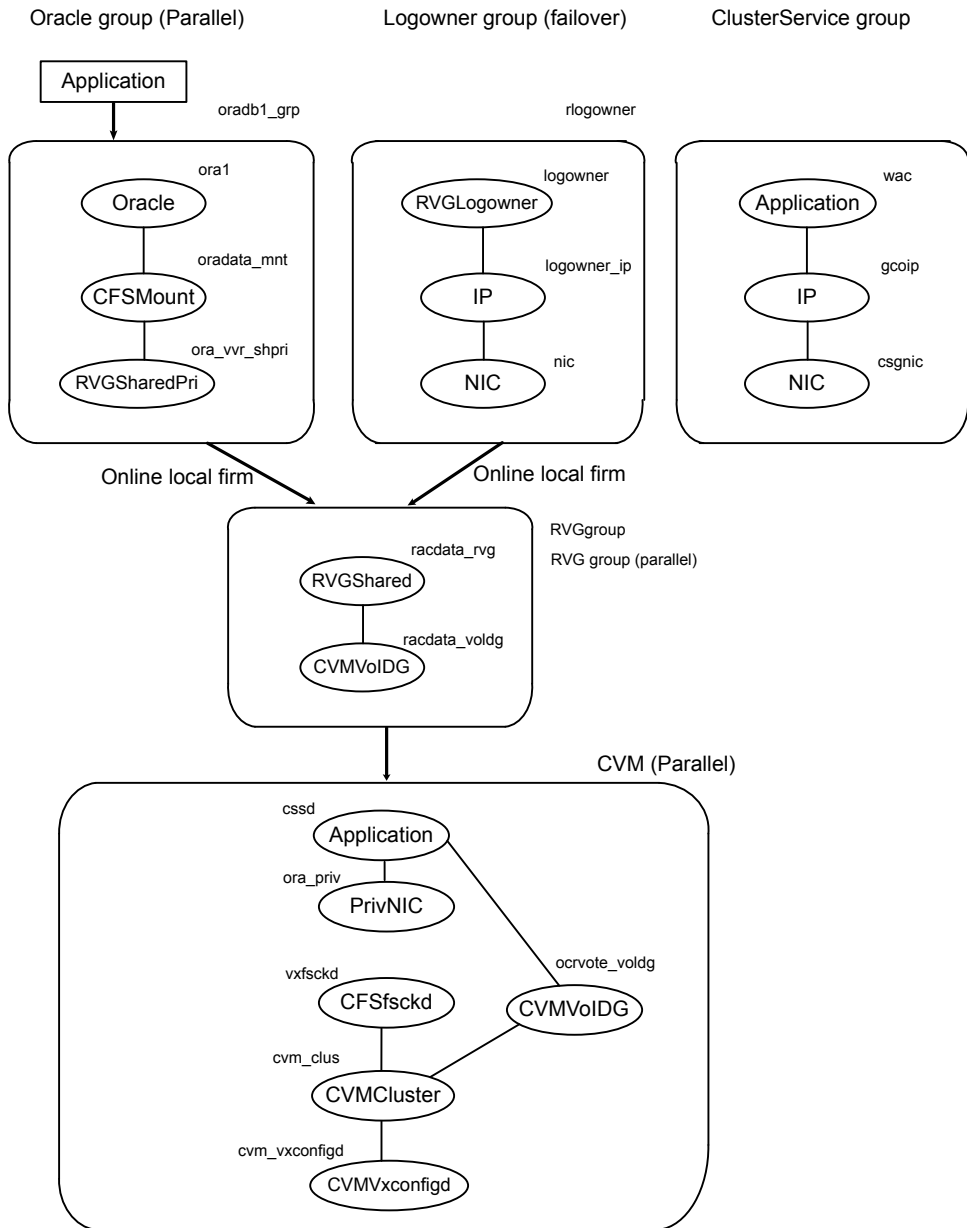 Oracle group (Parallel)
Logowner group (failover)
ClusterService group
Application
oradb1_grp
rlogowner
ora1
Oracle
oradata_mnt
CFSMount
ora_vvr_shpri
RVGSharedPri
logowner
RVGLogowner
logowner_ip
IP
nic
NIC
wac
Application
gcoip
IP
csgnic
NIC
Online local firm
Online local firm
RVGgroup
RVG group (parallel)
racdata_rvg
RVGShared
racdata_voldg
CVMVolDG
CVM (Parallel)
cssd
Application
ora_priv
PrivNIC
ocrvote_voldg
CVMVolDG
vxfsckd
CFSfsckd
cvm_clus
CVMCluster
cvm_vxconfigd
CVMVxconfigd